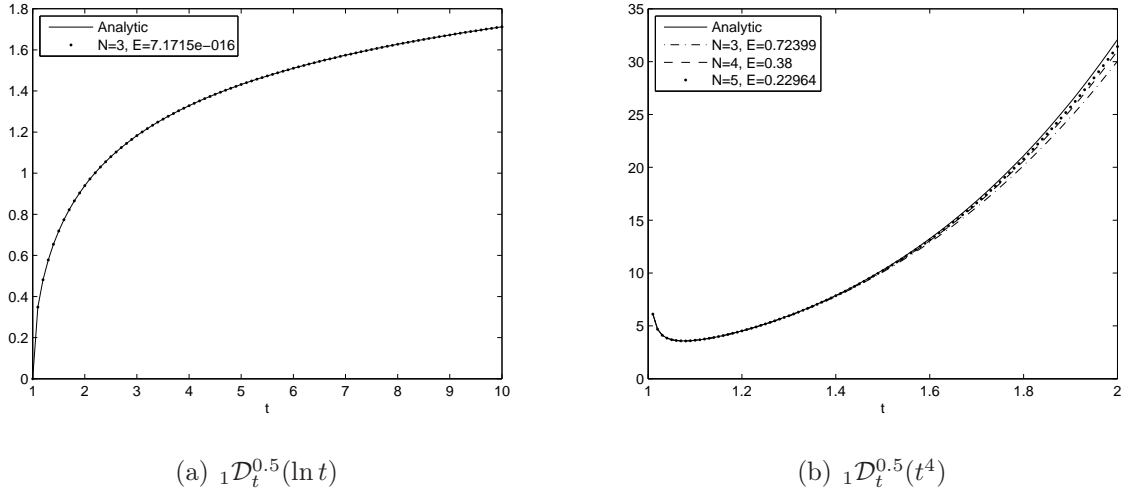 1.8
1.6
1.4
1.2
1
0.8
0.6
0.4
0.2
0
Analytic
N=3, E=7.1715e−016
1 2 3 4 5 6 7 8 9 10
t
(a) ₁𝒟ₜ^{0.5}(ln t)
35
30
25
20
15
10
5
0
Analytic
N=3, E=0.72399
N=4, E=0.38
N=5, E=0.22964
1 1.2 1.4 1.6 1.8 2
t
(b) ₁𝒟ₜ^{0.5}(t⁴)